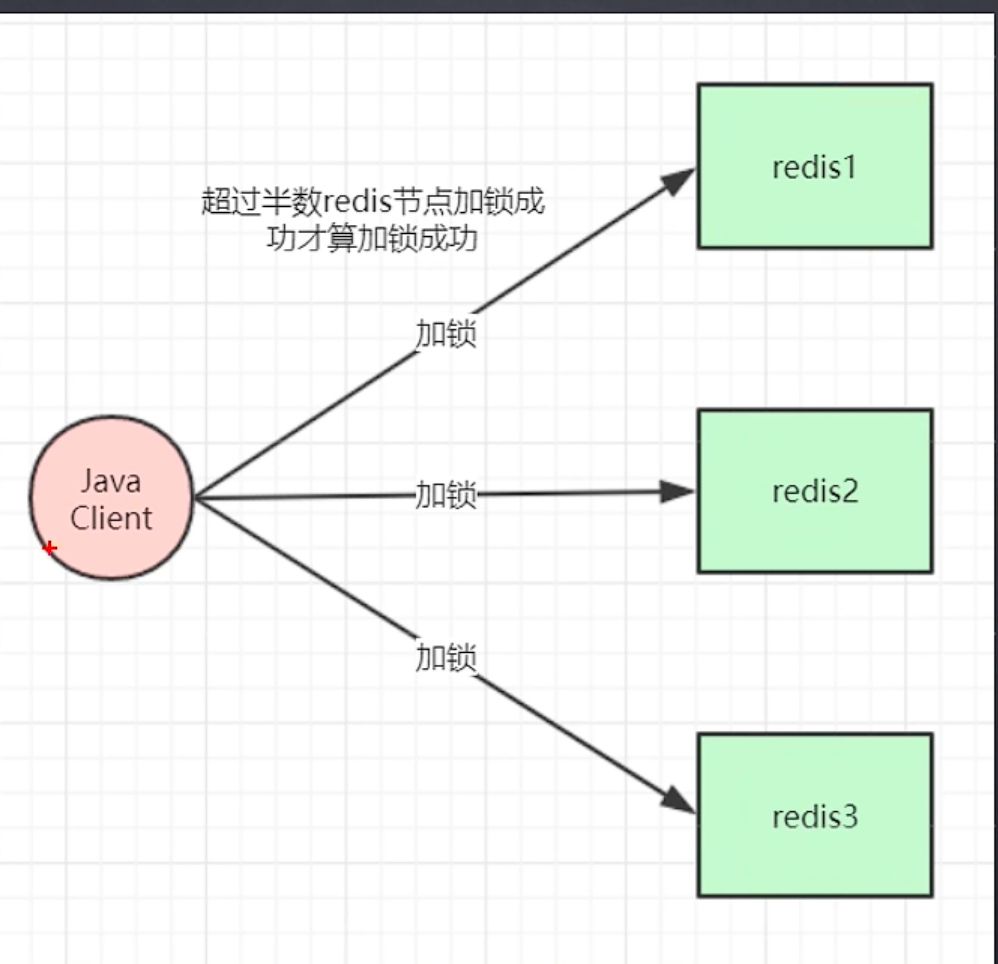 超过半数redis节点加锁成
功才算加锁成功
redis1
加锁
Java
Client
加锁
redis2
加锁
redis3